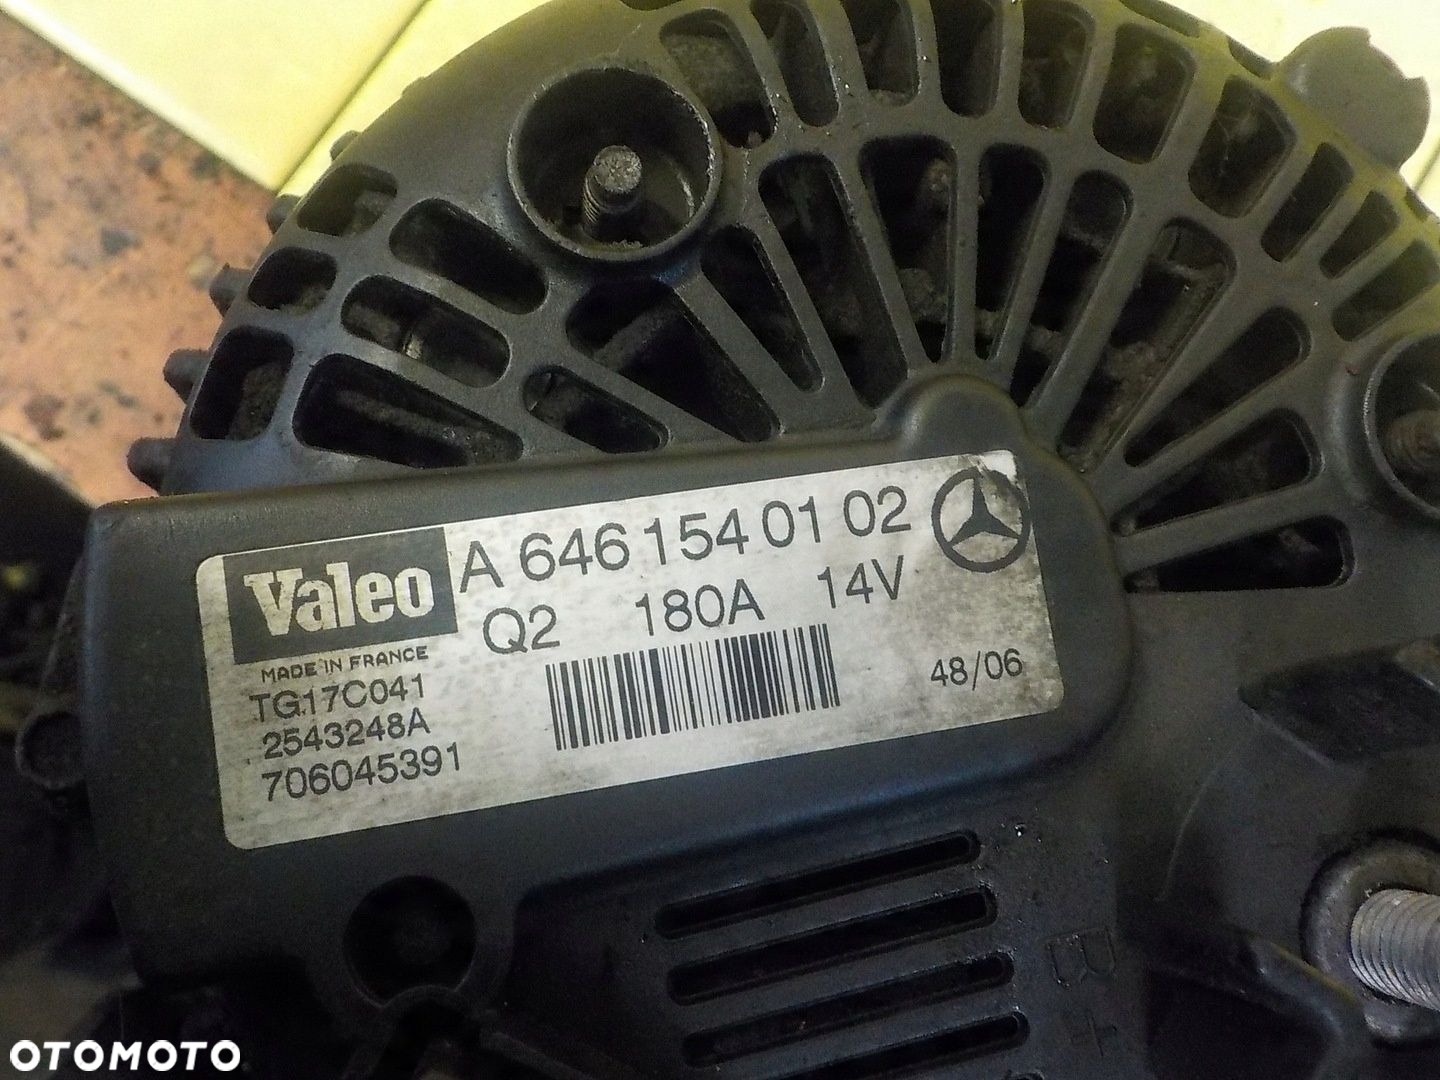 Valeo A 646 154 01 02
Q2 180A 14V
MADE IN FRANCE
TG17C041
2543248A
706045391
48/06
B+
OTOMOTO